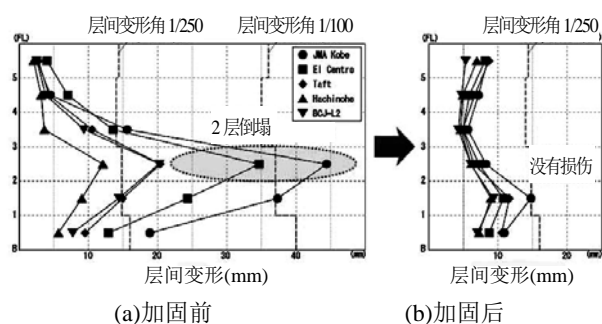 层间变形角 1/250 层间变形角 1/100 层间变形角 1/250
(FL) (FL)
JMA Kobe
El Centro
Taft
Hachinohe
BCJ-L2
5 5
4 4
3 3
2 2
1 1
B B
2 层倒塌
没有损伤
0 10 20 30 40 (mm) 0 10 20 (mm)
层间变形(mm) 层间变形(mm)
(a)加固前 (b)加固后